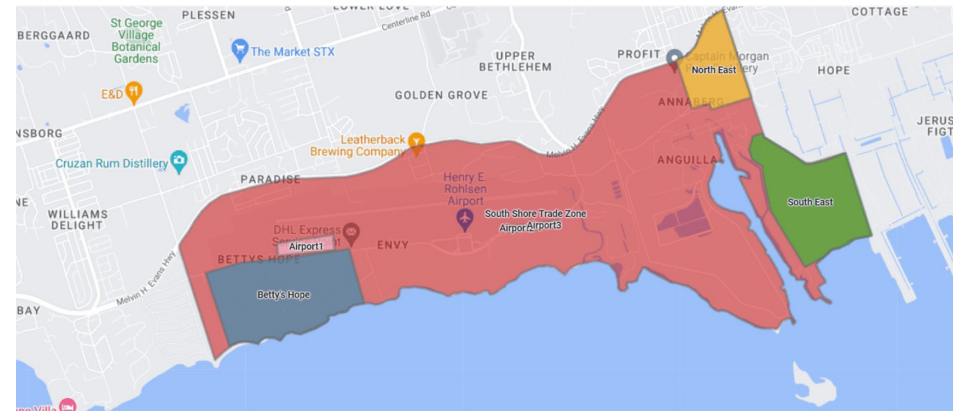 PLESSEN
LOWER LOVE
COTTAGE
St George
Village
Botanical
Gardens
Centerline Rd
BERGGAARD
The Market STX
UPPER
BETHLEHEM
PROFIT
Captain Morgan
North East
HOPE
E&D
GOLDEN GROVE
ANNABERG
NSBORG
Melvin H. Evans Hwy
JERUS
FIGT
Leatherback
Brewing Company
Cruzan Rum Distillery
ANGUILLA
PARADISE
Henry E.
Rohlsen
Airport
NE
WILLIAMS
DELIGHT
South Shore Trade Zone
South East
DHL Express
Airport3
Airport1
ENVY
BETTYS HOPE
Melvin H. Evans Hwy
Betty's Hope
BAY